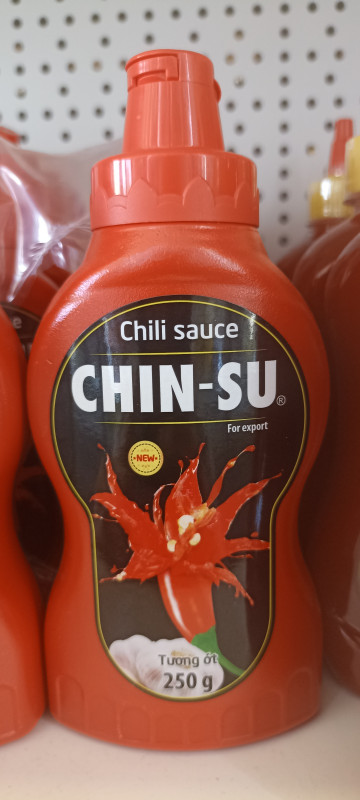 Chili sauce
CHIN-SU®
For export
NEW
Tương ớt
250 g